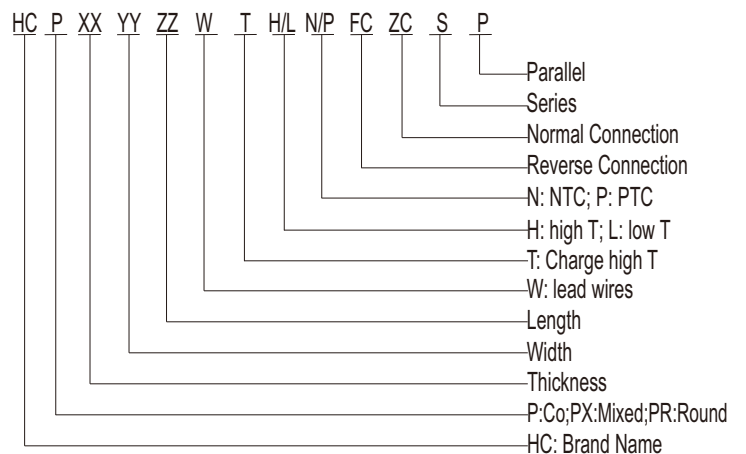 HC P XX YY ZZ W T H/L N/P FC ZC S P
Parallel
Series
Normal Connection
Reverse Connection
N: NTC; P: PTC
H: high T; L: low T
T: Charge high T
W: lead wires
Length
Width
Thickness
P:Co;PX:Mixed;PR:Round
HC: Brand Name